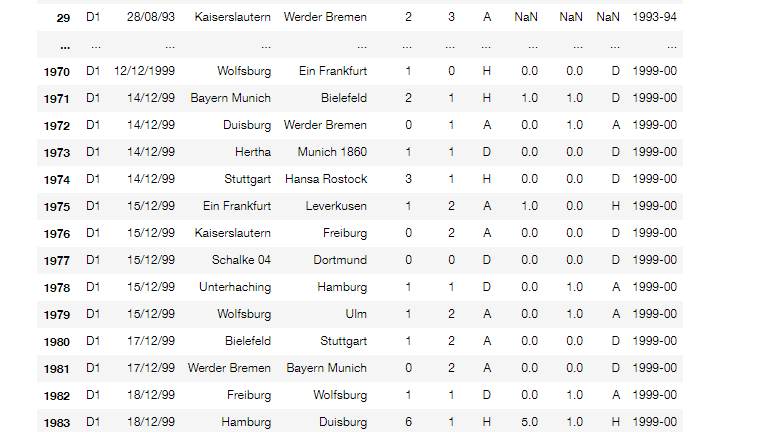 29 D1 28/08/93 Kaiserslautern Werder Bremen 2 3 A NaN NaN NaN 1993-94
... ... ... ... ... ... ... ... ... ... ... ...
1970 D1 12/12/1999 Wolfsburg Ein Frankfurt 1 0 H 0.0 0.0 D 1999-00
1971 D1 14/12/99 Bayern Munich Bielefeld 2 1 H 1.0 1.0 D 1999-00
1972 D1 14/12/99 Duisburg Werder Bremen 0 1 A 0.0 1.0 A 1999-00
1973 D1 14/12/99 Hertha Munich 1860 1 1 D 0.0 0.0 D 1999-00
1974 D1 14/12/99 Stuttgart Hansa Rostock 3 1 H 0.0 0.0 D 1999-00
1975 D1 15/12/99 Ein Frankfurt Leverkusen 1 2 A 1.0 0.0 H 1999-00
1976 D1 15/12/99 Kaiserslautern Freiburg 0 2 A 0.0 0.0 D 1999-00
1977 D1 15/12/99 Schalke 04 Dortmund 0 0 D 0.0 0.0 D 1999-00
1978 D1 15/12/99 Unterhaching Hamburg 1 1 D 0.0 1.0 A 1999-00
1979 D1 15/12/99 Wolfsburg Ulm 1 2 A 0.0 1.0 A 1999-00
1980 D1 17/12/99 Bielefeld Stuttgart 1 2 A 0.0 0.0 D 1999-00
1981 D1 17/12/99 Werder Bremen Bayern Munich 0 2 A 0.0 0.0 D 1999-00
1982 D1 18/12/99 Freiburg Wolfsburg 1 1 D 0.0 1.0 A 1999-00
1983 D1 18/12/99 Hamburg Duisburg 6 1 H 5.0 1.0 H 1999-00